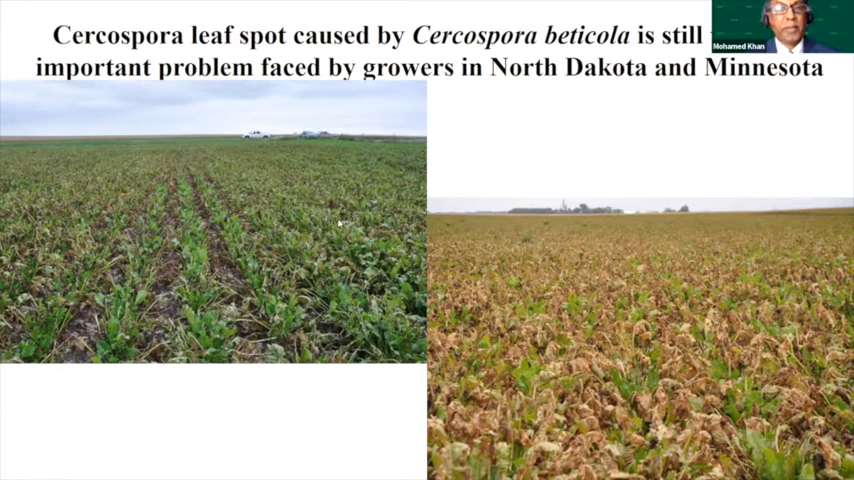 Cercospora leaf spot caused by Cercospora beticola is still
important problem faced by growers in North Dakota and Minnesota
Mohamed Khan